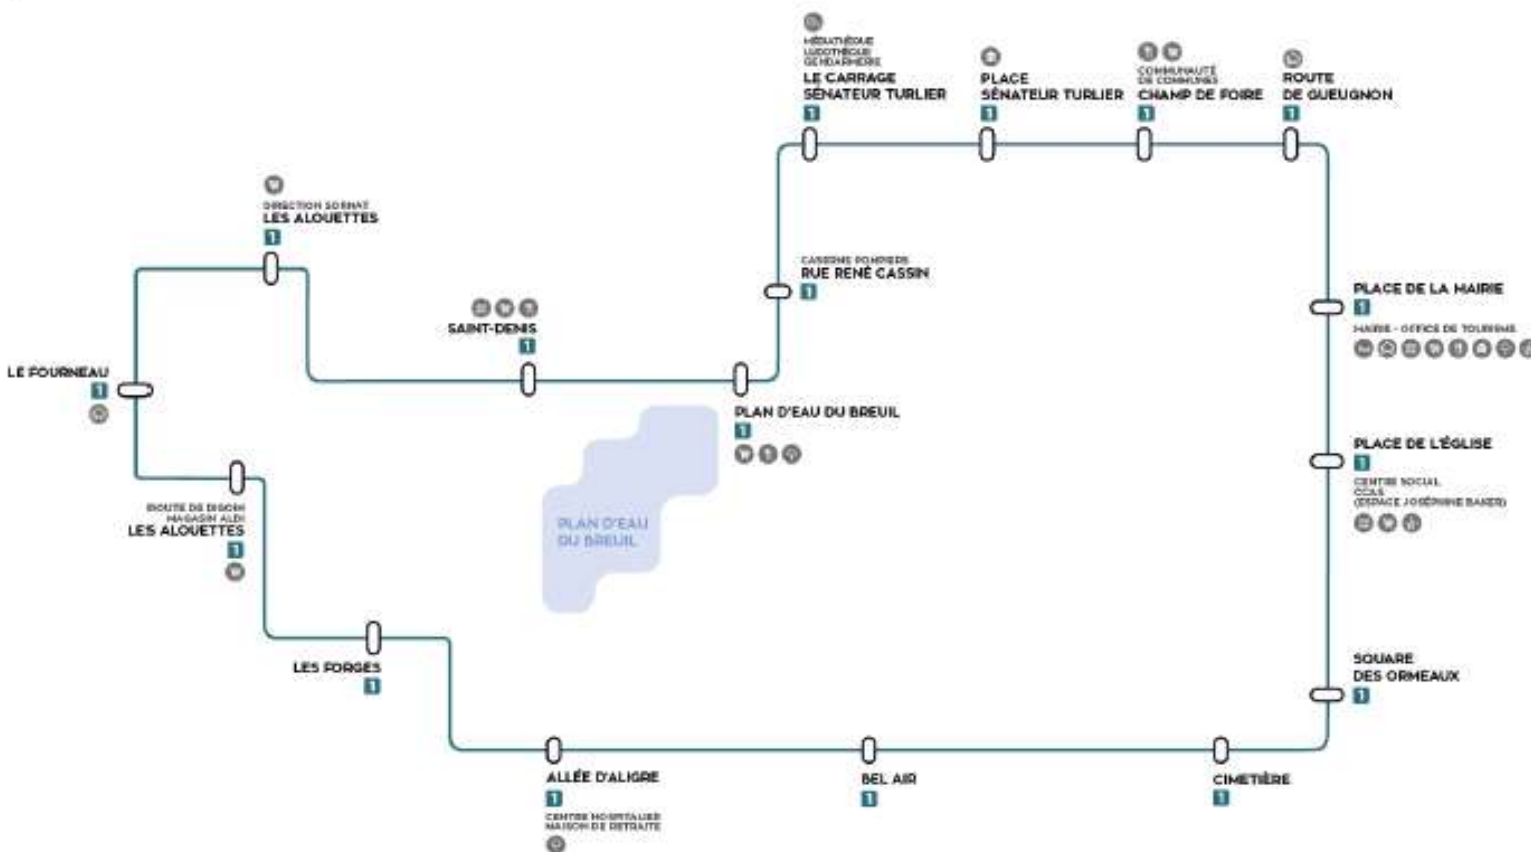 MÉDIATHÈQUE
LUDOTHÈQUE
GENDARMERIE
LE CARRAGE
SÉNATEUR TURLIER
1
PLACE
SÉNATEUR TURLIER
1
COMMUNAUTÉ
DE COMMUNES
CHAMP DE FOIRE
1
ROUTE
DE GUEUGNON
1
DIRECTION SORNAT
LES ALOUETTES
1
CASERNE POMPIERS
RUE RENÉ CASSIN
1
PLACE DE LA MAIRIE
1
MAIRIE - OFFICE DE TOURISME
SAINT-DENIS
1
LE FOURNEAU
1
PLAN D'EAU DU BREUIL
1
PLACE DE L'ÉGLISE
1
CENTRE SOCIAL
CCAS
(ESPACE JOSÉPHINE BAKER)
ROUTE DE DIGOIN
MAGASIN ALDI
LES ALOUETTES
1
PLAN D'EAU
DU BREUIL
LES FORGES
1
SQUARE
DES ORMEAUX
1
ALLÉE D'ALIGRE
1
CENTRE HOSPITALIER
MAISON DE RETRAITE
BEL AIR
1
CIMETIÈRE
1